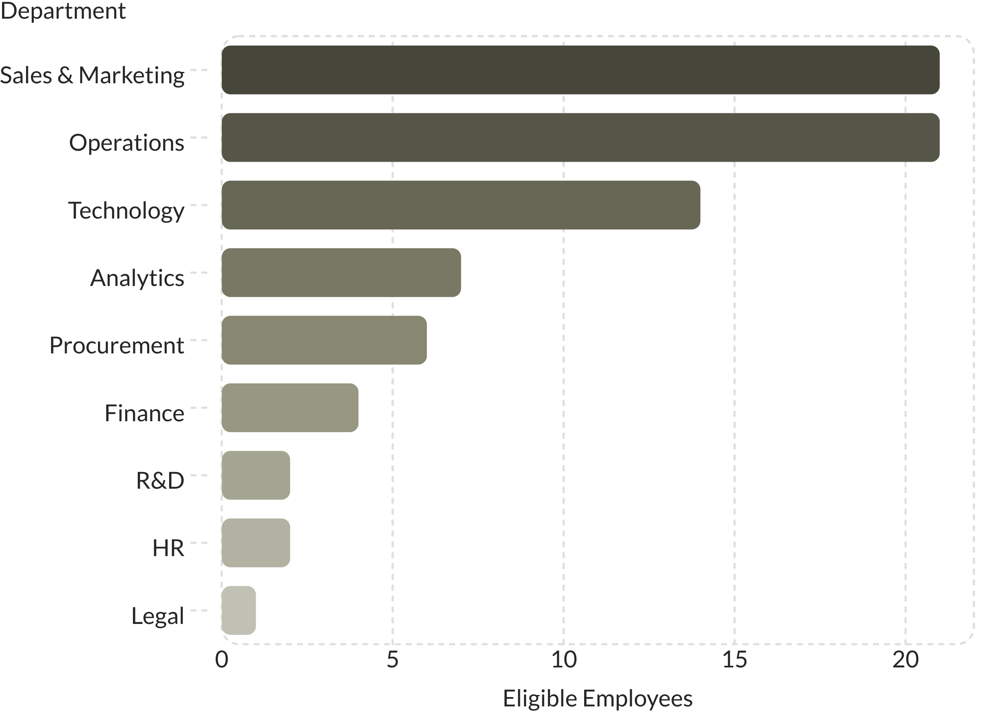 Department
Sales & Marketing
Operations
Technology
Analytics
Procurement
Finance
R&D
HR
Legal
0 5 10 15 20
Eligible Employees